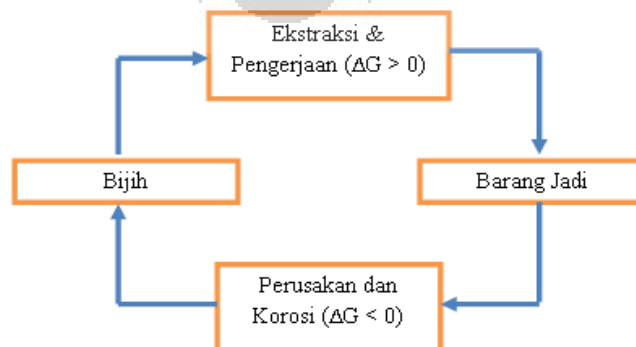 Ekstraksi &
Pengerjaan (ΔG > 0)
Bijih
Barang Jadi
Perusakan dan
Korosi (ΔG < 0)